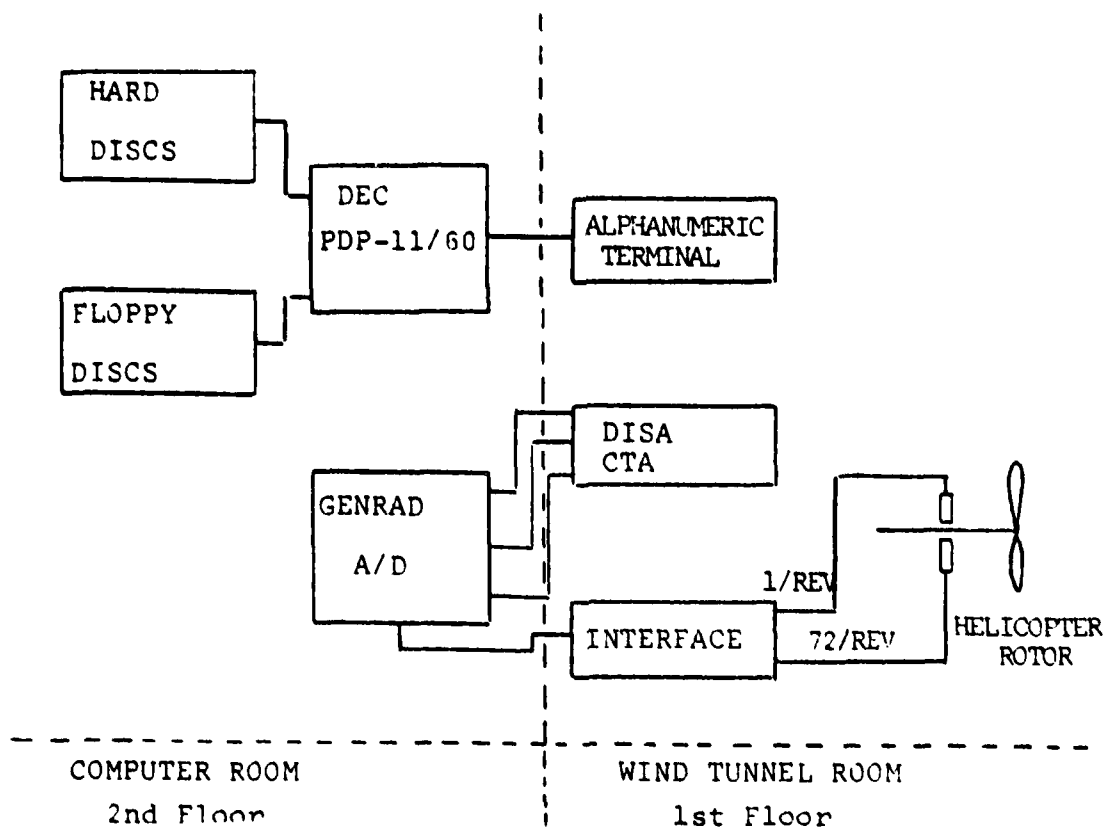 HARD
DISCS
DEC
PDP-11/60
ALPHANUMERIC
TERMINAL
FLOPPY
DISCS
DISA
CTA
GENRAD
A/D
1/REV
INTERFACE
72/REV
HELICOPTER
ROTOR
COMPUTER ROOM
2nd Floor
WIND TUNNEL ROOM
1st Floor